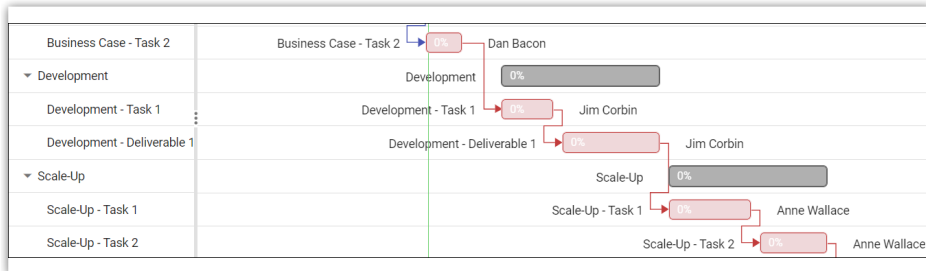 Business Case - Task 2 Business Case - Task 2 0% Dan Bacon
Development Development 0%
Development - Task 1 Development - Task 1 0% Jim Corbin
Development - Deliverable 1 Development - Deliverable 1 0% Jim Corbin
Scale-Up Scale-Up 0%
Scale-Up - Task 1 Scale-Up - Task 1 0% Anne Wallace
Scale-Up - Task 2 Scale-Up - Task 2 0% Anne Wallace